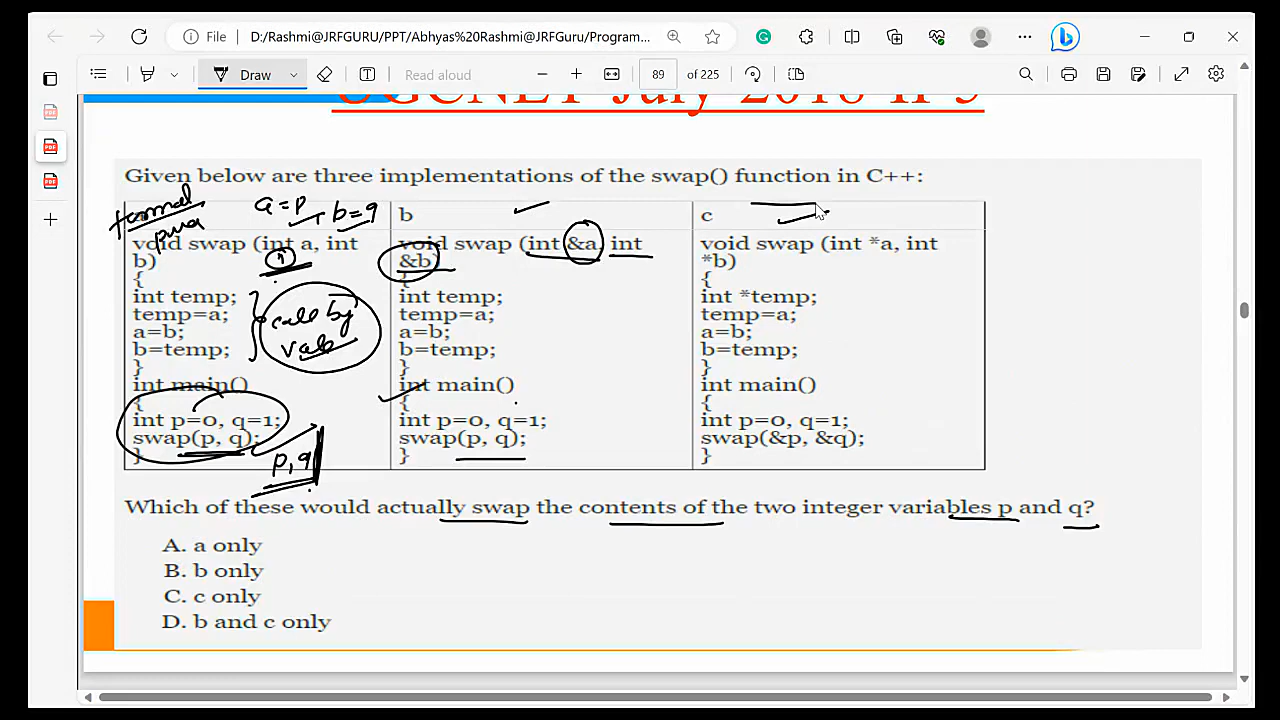 File D:/Rashmi@JRFGURU/PPT/Abhyas%20Rashmi@JRFGuru/Program...
Draw
Read aloud
89 of 225
Given below are three implementations of the swap() function in C++:
a=p b=q
formal
b
c
void swap (int a, int
b)
{
int temp;
temp=a;
a=b;
b=temp;
}
int main()
{
int p=0, q=1;
swap(p, q);
}
call by
p, q
void swap (int &a, int
&b)
{
int temp;
temp=a;
a=b;
b=temp;
}
int main()
{
int p=0, q=1;
swap(p, q);
}
void swap (int *a, int
*b)
{
int *temp;
temp=a;
a=b;
b=temp;
}
int main()
{
int p=0, q=1;
swap(&p, &q);
}
Which of these would actually swap the contents of the two integer variables p and q?
A. a only
B. b only
C. c only
D. b and c only